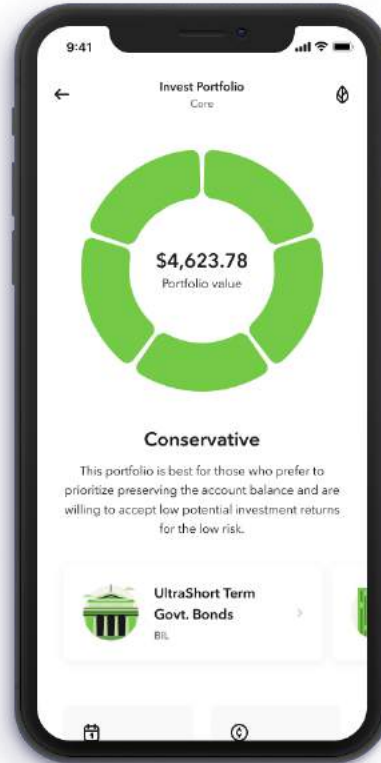 9:41
Invest Portfolio
Core
$4,623.78
Portfolio value
Conservative
This portfolio is best for those who prefer to
prioritize preserving the account balance and are
willing to accept low potential investment returns
for the low risk.
UltraShort Term
Govt. Bonds
BIL
1